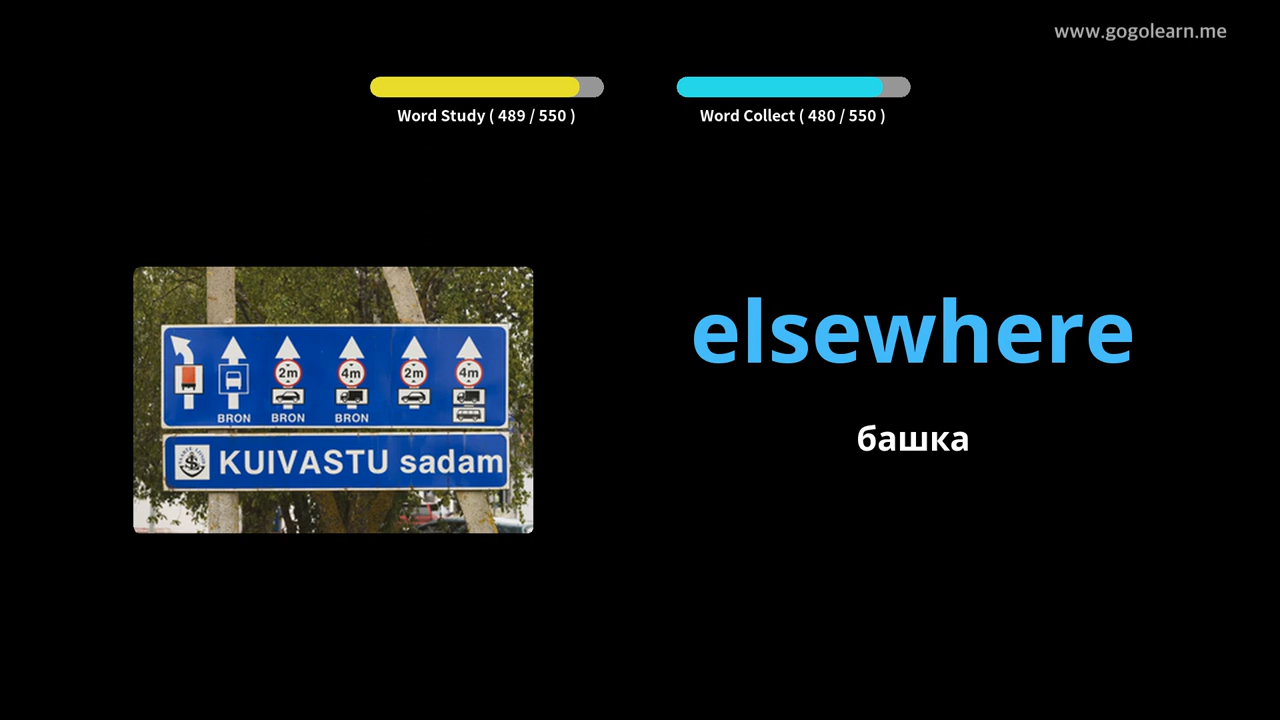 www.gogolearn.me
Word Study ( 489 / 550 )
Word Collect ( 480 / 550 )
2m 4m 2m 4m
BRON BRON BRON
KUIVASTU sadam
elsewhere
башка